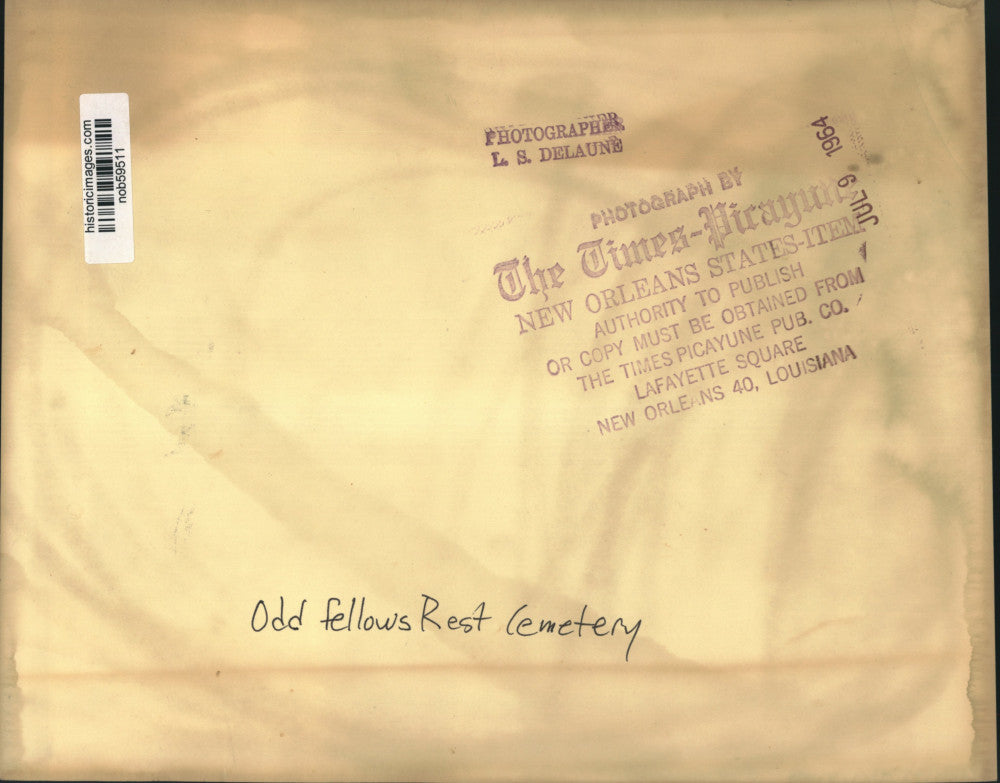 historicimages.com
nob59511
PHOTOGRAPHER
L. S. DELAUNE
JUL 9 1964
PHOTOGRAPH BY
The Times-Picayune
NEW ORLEANS STATES-ITEM
AUTHORITY TO PUBLISH
OR COPY MUST BE OBTAINED FROM
THE TIMES PICAYUNE PUB. CO.
LAFAYETTE SQUARE
NEW ORLEANS 40, LOUISIANA
Odd fellows Rest Cemetery